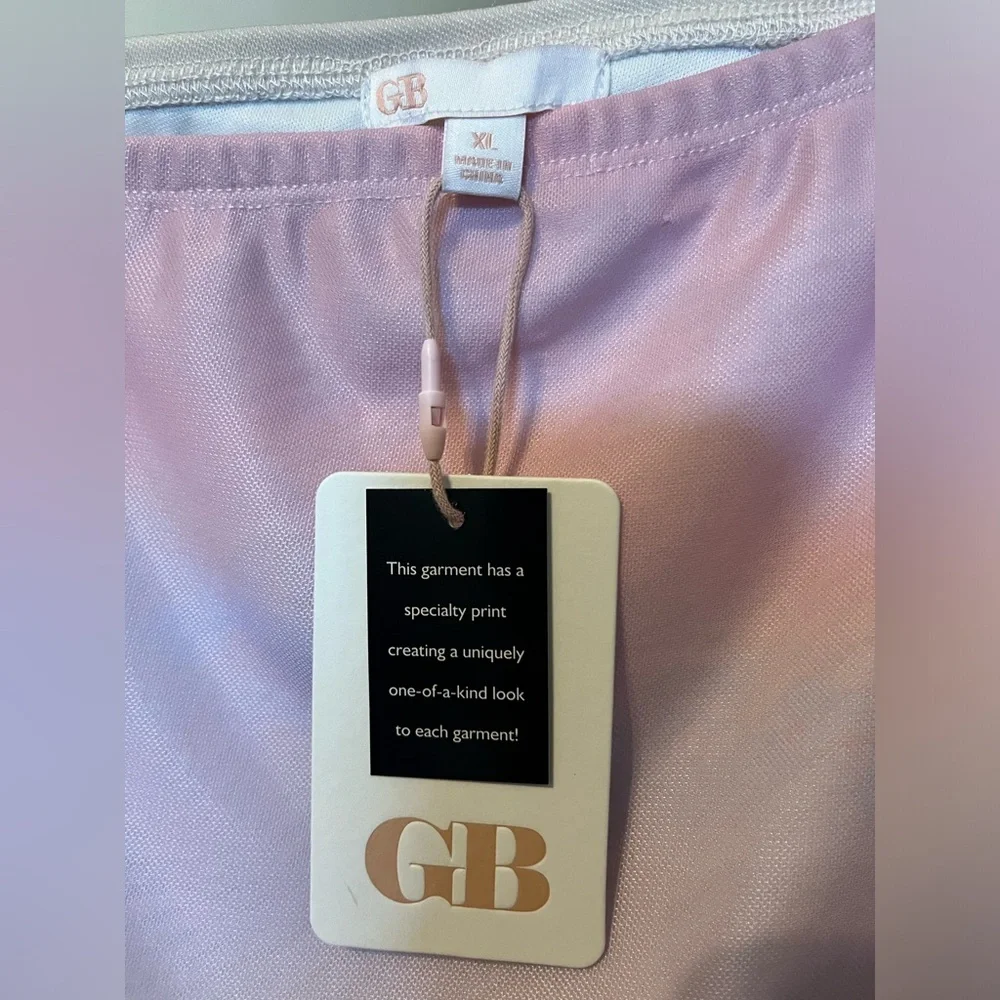 GB
XL
MADE IN
CHINA
This garment has a
specialty print
creating a uniquely
one-of-a-kind look
to each garment!
GB